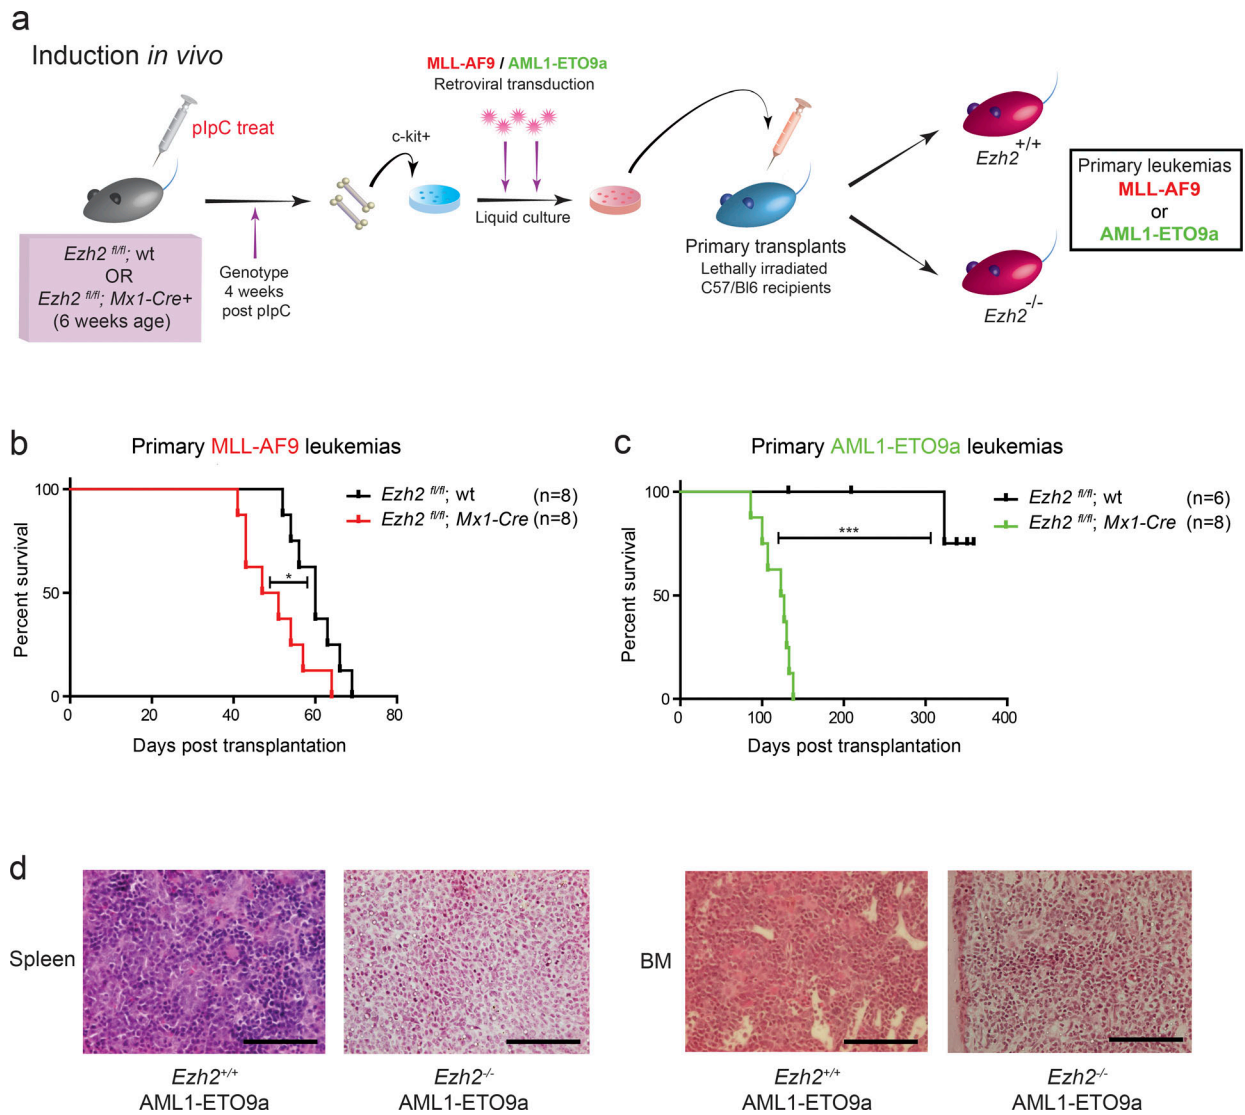 a
Induction in vivo
MLL-AF9 / AML1-ETO9a
Retroviral transduction
pIpC treat
c-kit+
Liquid culture
Ezh2 fl/fl; wt
OR
Ezh2 fl/fl; Mx1-Cre+
(6 weeks age)
Genotype
4 weeks
post pIpC
Primary transplants
Lethally irradiated
C57/Bl6 recipients
Ezh2+/+
Ezh2-/-
Primary leukemias
MLL-AF9
or
AML1-ETO9a
b
Primary MLL-AF9 leukemias
Ezh2 fl/fl; wt (n=8)
Ezh2 fl/fl; Mx1-Cre (n=8)
Percent survival
100
50
0
*
0 20 40 60 80
Days post transplantation
c
Primary AML1-ETO9a leukemias
Ezh2 fl/fl; wt (n=6)
Ezh2 fl/fl; Mx1-Cre (n=8)
Percent survival
100
50
0
***
0 100 200 300 400
Days post transplantation
d
Spleen
Ezh2+/+
AML1-ETO9a
Ezh2-/-
AML1-ETO9a
BM
Ezh2+/+
AML1-ETO9a
Ezh2-/-
AML1-ETO9a